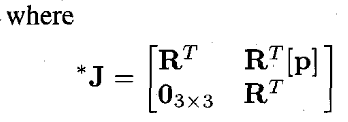 where
*J = [R^T R^T[p]
0_{3×3} R^T]